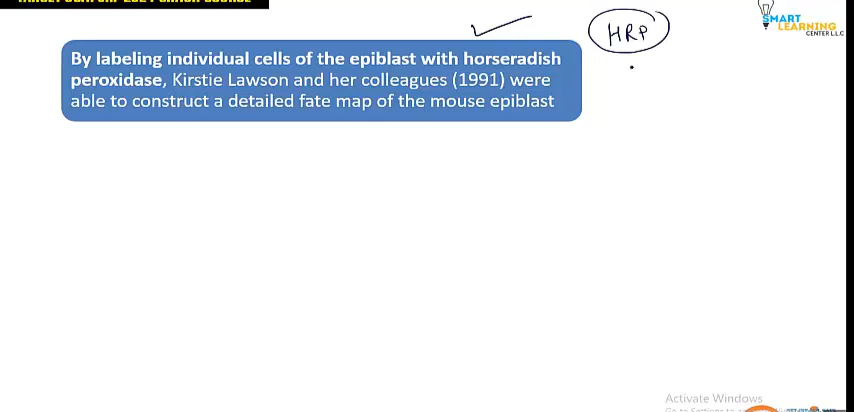 SMART
LEARNING
CENTER L.L.C
HRP
By labeling individual cells of the epiblast with horseradish
peroxidase, Kirstie Lawson and her colleagues (1991) were
able to construct a detailed fate map of the mouse epiblast
Activate Windows